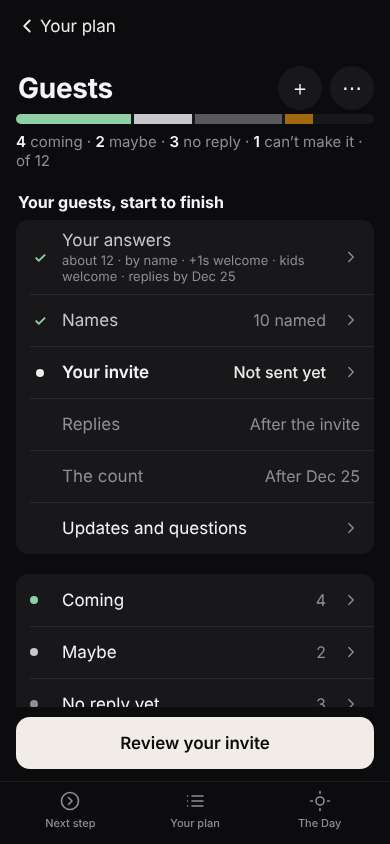 Your plan
Guests
4 coming · 2 maybe · 3 no reply · 1 can’t make it ·
of 12
Your guests, start to finish
Your answers
about 12 · by name · +1s welcome · kids
welcome · replies by Dec 25
Names 10 named
Your invite Not sent yet
Replies After the invite
The count After Dec 25
Updates and questions
Coming 4
Maybe 2
No reply yet 3
Review your invite
Next step Your plan The Day